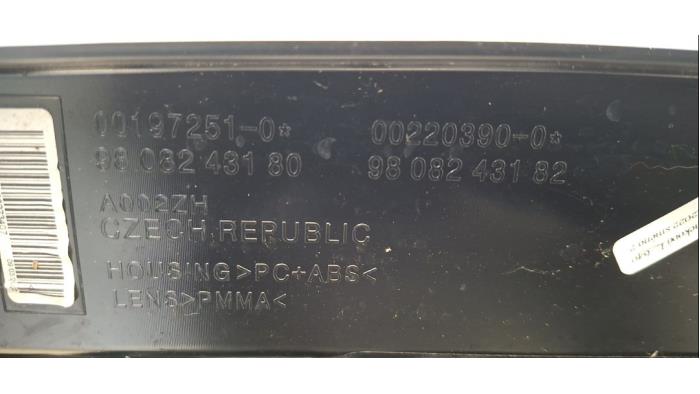 00197251-0* 00220390-0*
98 082 431 80 98 082 431 82
A002ZH
CZECH REPUBLIC
HOUSING>PC+ABS<
LENS>PMMA<